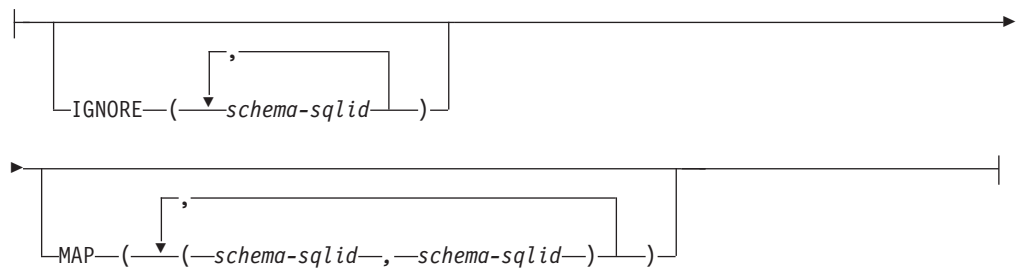 ,
IGNORE ( schema-sqlid )
,
MAP ( ( schema-sqlid , schema-sqlid ) )